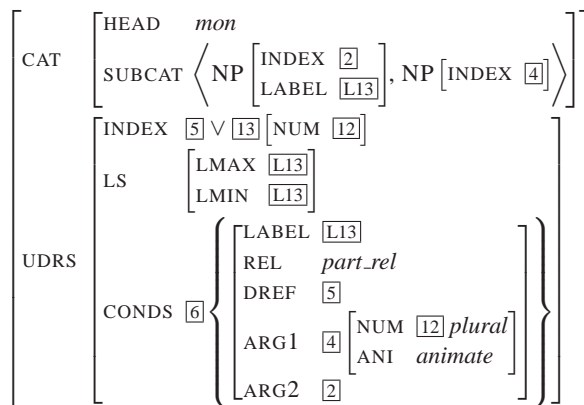 HEAD mon
CAT SUBCAT ⟨ NP [ INDEX 2 LABEL L13 ], NP [ INDEX 4 ] ⟩
INDEX 5 ∨ 13 [ NUM 12 ]
LS [ LMAX L13
LMIN L13 ]
UDRS
LABEL L13
REL part_rel
DREF 5
CONDS 6
ARG1 4 [ NUM 12 plural
ANI animate ]
ARG2 2